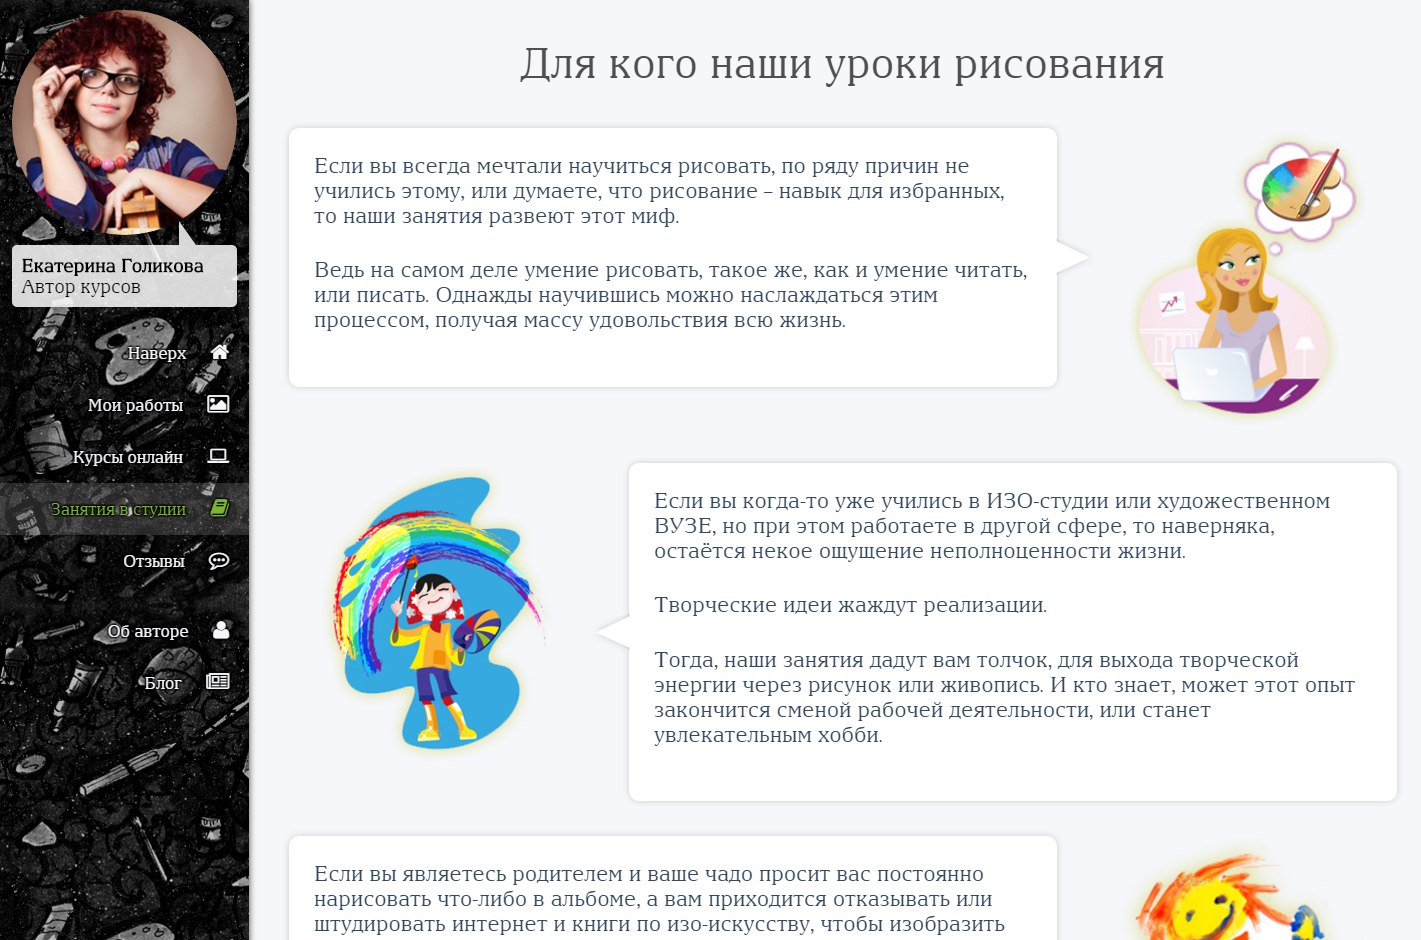 Екатерина Голикова
Автор курсов
Наверх
Мои работы
Курсы онлайн
Занятия в студии
Отзывы
Об авторе
Блог
Для кого наши уроки рисования
Если вы всегда мечтали научиться рисовать, по ряду причин не
учились этому, или думаете, что рисование – навык для избранных,
то наши занятия развеют этот миф.
Ведь на самом деле умение рисовать, такое же, как и умение читать,
или писать. Однажды научившись можно наслаждаться этим
процессом, получая массу удовольствия всю жизнь.
Если вы когда-то уже учились в ИЗО-студии или художественном
ВУЗЕ, но при этом работаете в другой сфере, то наверняка,
остаётся некое ощущение неполноценности жизни.
Творческие идеи жаждут реализации.
Тогда, наши занятия дадут вам толчок, для выхода творческой
энергии через рисунок или живопись. И кто знает, может этот опыт
закончится сменой рабочей деятельности, или станет
увлекательным хобби.
Если вы являетесь родителем и ваше чадо просит вас постоянно
нарисовать что-либо в альбоме, а вам приходится отказывать или
штудировать интернет и книги по изо-искусству, чтобы изобразить